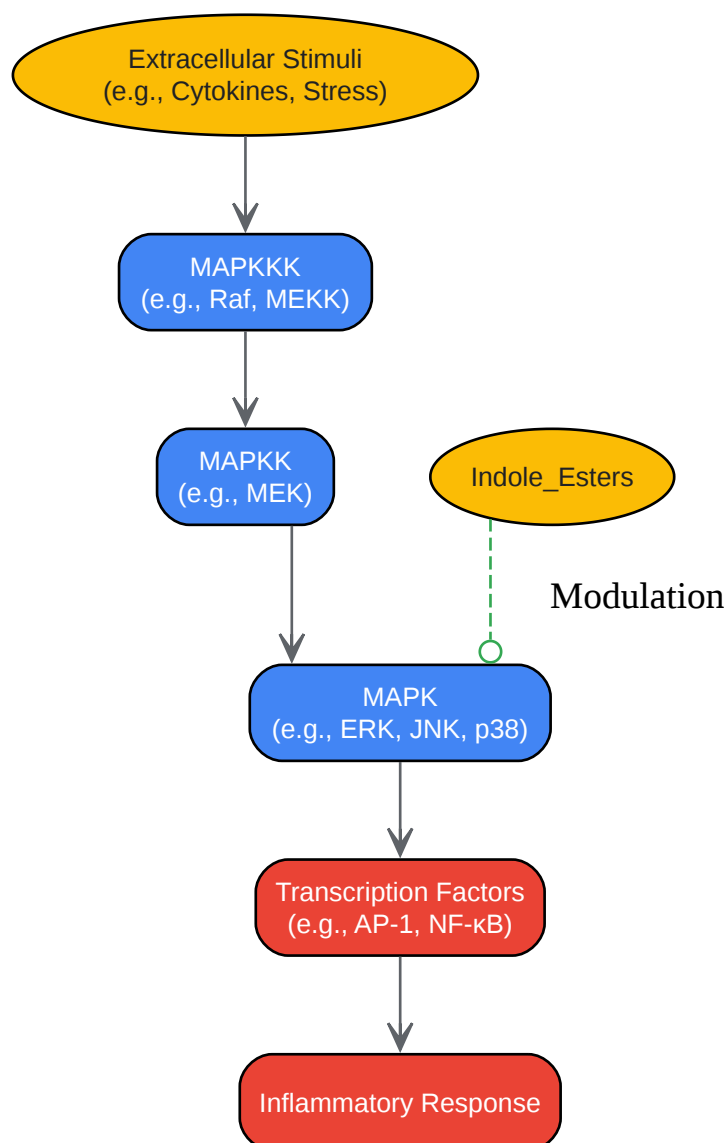 Extracellular Stimuli
(e.g., Cytokines, Stress)
MAPKKK
(e.g., Raf, MEKK)
MAPKK
(e.g., MEK)
Indole_Esters
Modulation
MAPK
(e.g., ERK, JNK, p38)
Transcription Factors
(e.g., AP-1, NF-κB)
Inflammatory Response